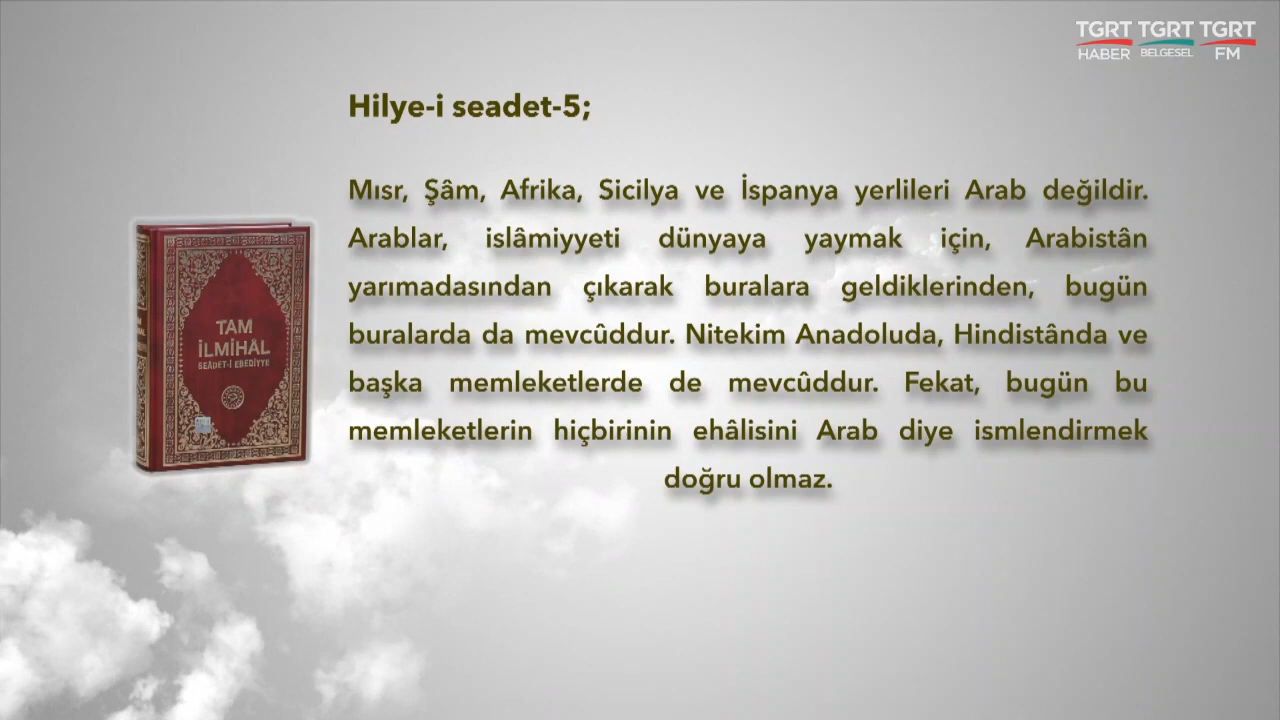 TGRT TGRT TGRT
HABER BELGESEL FM
Hilye-i seadet-5;
Mısr, Şâm, Afrika, Sicilya ve İspanya yerlileri Arab değildir.
Arablar, islâmiyyeti dünyaya yaymak için, Arabistân
yarımadasından çıkarak buralara geldiklerinden, bugün
buralarda da mevcûddur. Nitekim Anadoluda, Hindistânda ve
başka memleketlerde de mevcûddur. Fekat, bugün bu
memleketlerin hiçbirinin ehâlisini Arab diye ismlendirmek
doğru olmaz.
TAM
İLMİHÂL
SEÂDET-İ EBEDİYYE